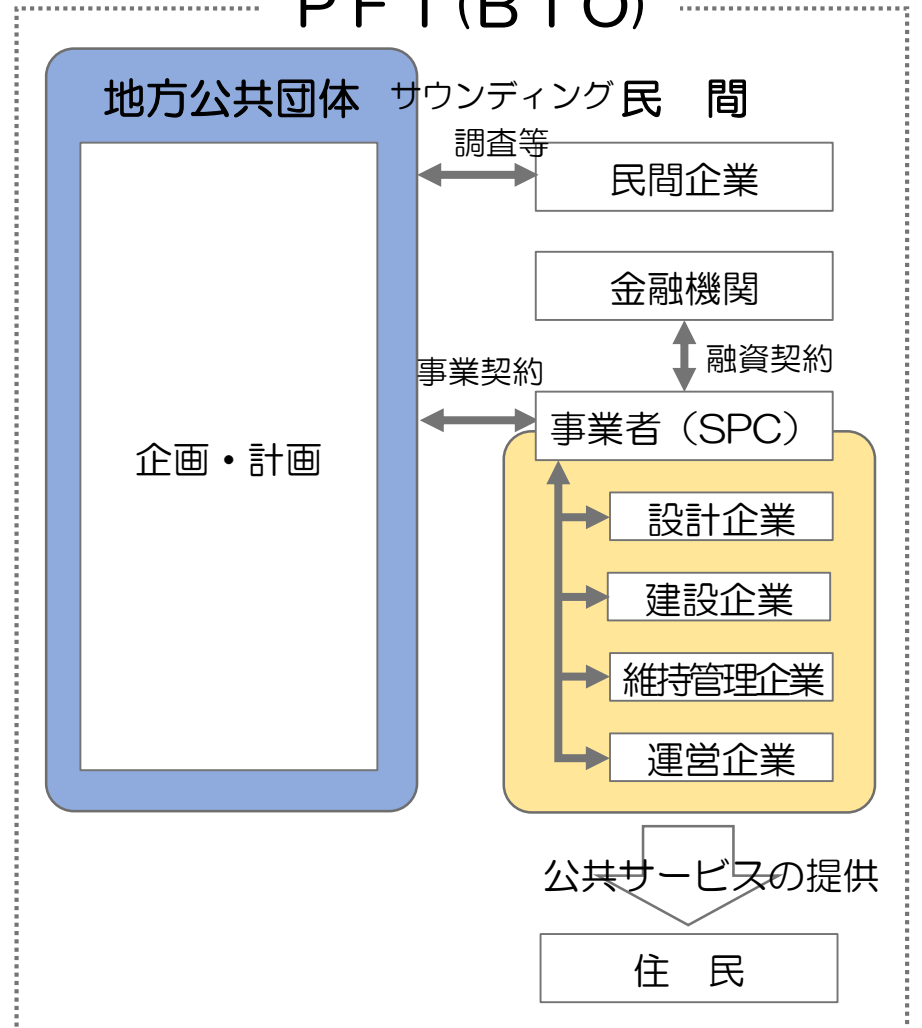 PFI(BTO)
地方公共団体
サウンディング
調査等
民　間
民間企業
金融機関
融資契約
事業契約
事業者（SPC）
企画・計画
設計企業
建設企業
維持管理企業
運営企業
公共サービスの提供
住　民